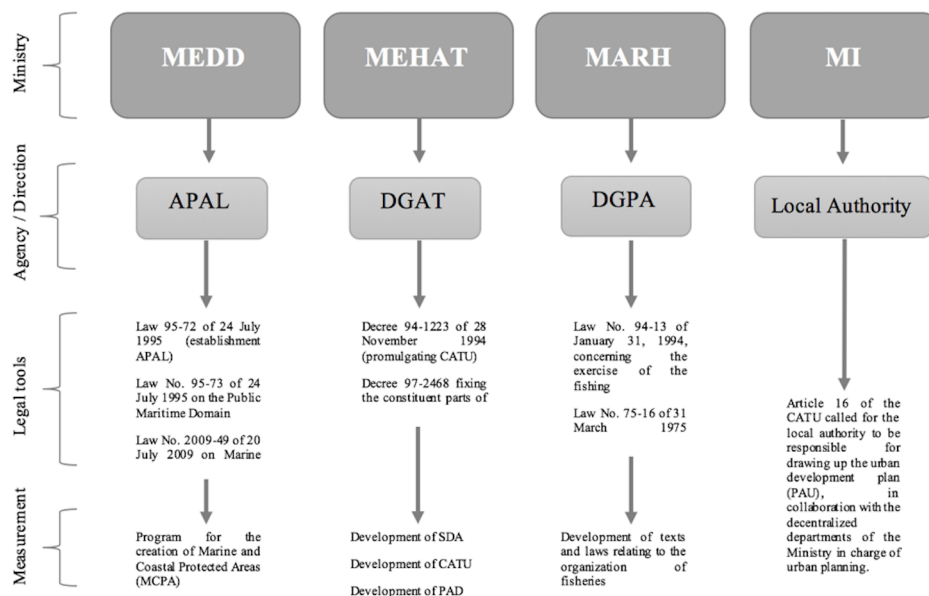 Ministry
MEDD
MEHAT
MARH
MI
Agency / Direction
APAL
DGAT
DGPA
Local Authority
Legal tools
Law 95-72 of 24 July
1995 (establishment
APAL)
Law No. 95-73 of 24
July 1995 on the Public
Maritime Domain
Law No. 2009-49 of 20
July 2009 on Marine
Decree 94-1223 of 28
November 1994
(promulgating CATU)
Decree 97-2468 fixing
the constituent parts of
Law No. 94-13 of
January 31, 1994,
concerning the
exercise of the
fishing
Law No. 75-16 of 31
March 1975
Article 16 of the
CATU called for the
local authority to be
responsible for
drawing up the urban
development plan
(PAU), in
collaboration with the
decentralized
departments of the
Ministry in charge of
urban planning.
Measurement
Program for the
creation of Marine and
Coastal Protected Areas
(MCPA)
Development of SDA
Development of CATU
Development of PAD
Development of texts
and laws relating to the
organization of
fisheries